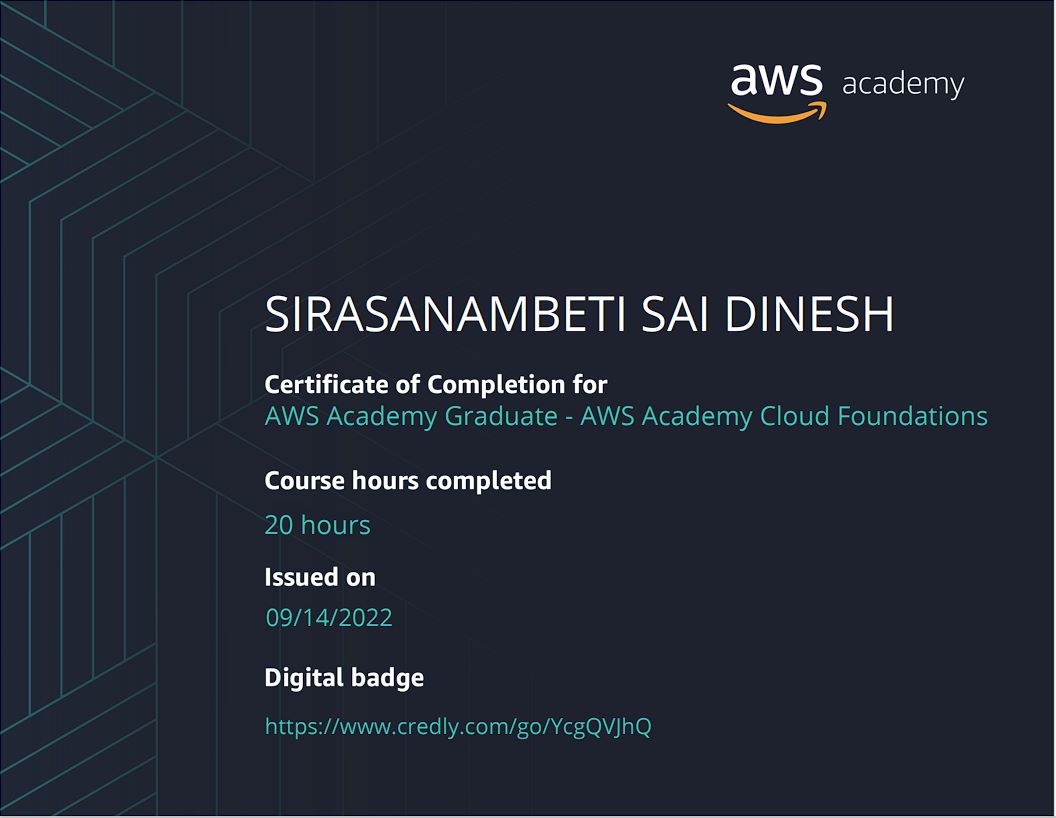 aws academy
SIRASANAMBETI SAI DINESH
Certificate of Completion for
AWS Academy Graduate - AWS Academy Cloud Foundations
Course hours completed
20 hours
Issued on
09/14/2022
Digital badge
https://www.credly.com/go/YcgQVJhQ